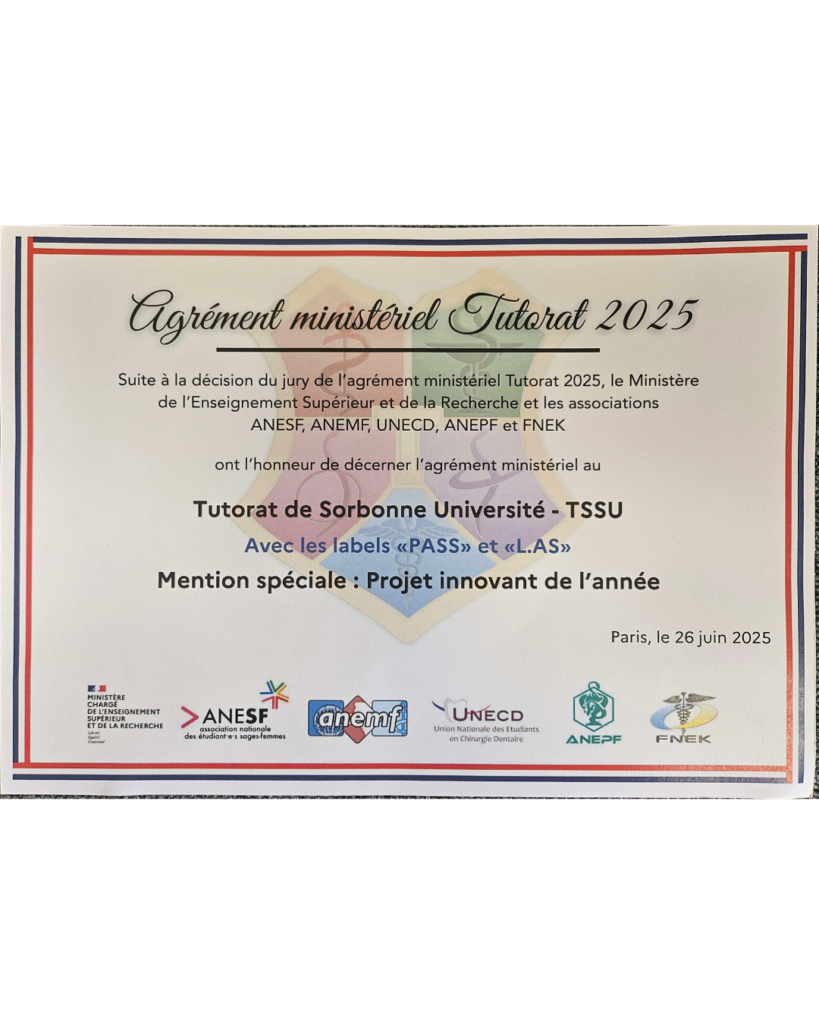 Agrément ministériel Tutorat 2025
Suite à la décision du jury de l'agrément ministériel Tutorat 2025, le Ministère
de l'Enseignement Supérieur et de la Recherche et les associations
ANESF, ANEMF, UNECD, ANEPF et FNEK
ont l'honneur de décerner l'agrément ministériel au
Tutorat de Sorbonne Université - TSSU
Avec les labels «PASS» et «L.AS»
Mention spéciale : Projet innovant de l'année
Paris, le 26 juin 2025
MINISTÈRE
CHARGÉ
DE L'ENSEIGNEMENT
SUPÉRIEUR
ET DE LA RECHERCHE
Liberté
Égalité
Fraternité
ANESF
association nationale
des étudiant·e·s sages-femmes
anemf
UNECD
Union Nationale des Etudiants
en Chirurgie Dentaire
ANEPF
FNEK